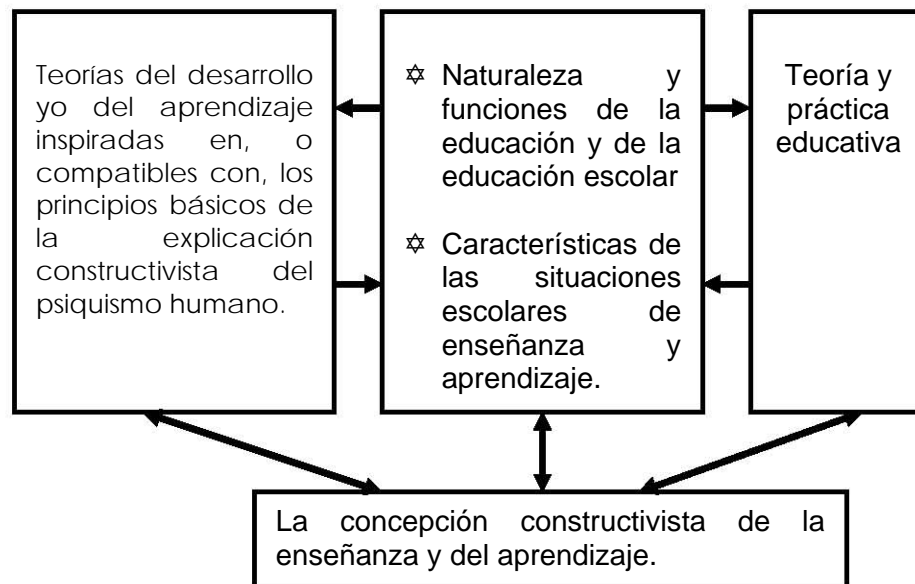 Teorías del desarrollo
yo del aprendizaje
inspiradas en, o
compatibles con, los
principios básicos de
la explicación
constructivista del
psiquismo humano.
✡ Naturaleza y
funciones de la
educación y de la
educación escolar
✡ Características de
las situaciones
escolares de
enseñanza y
aprendizaje.
Teoría y
práctica
educativa
La concepción constructivista de la
enseñanza y del aprendizaje.